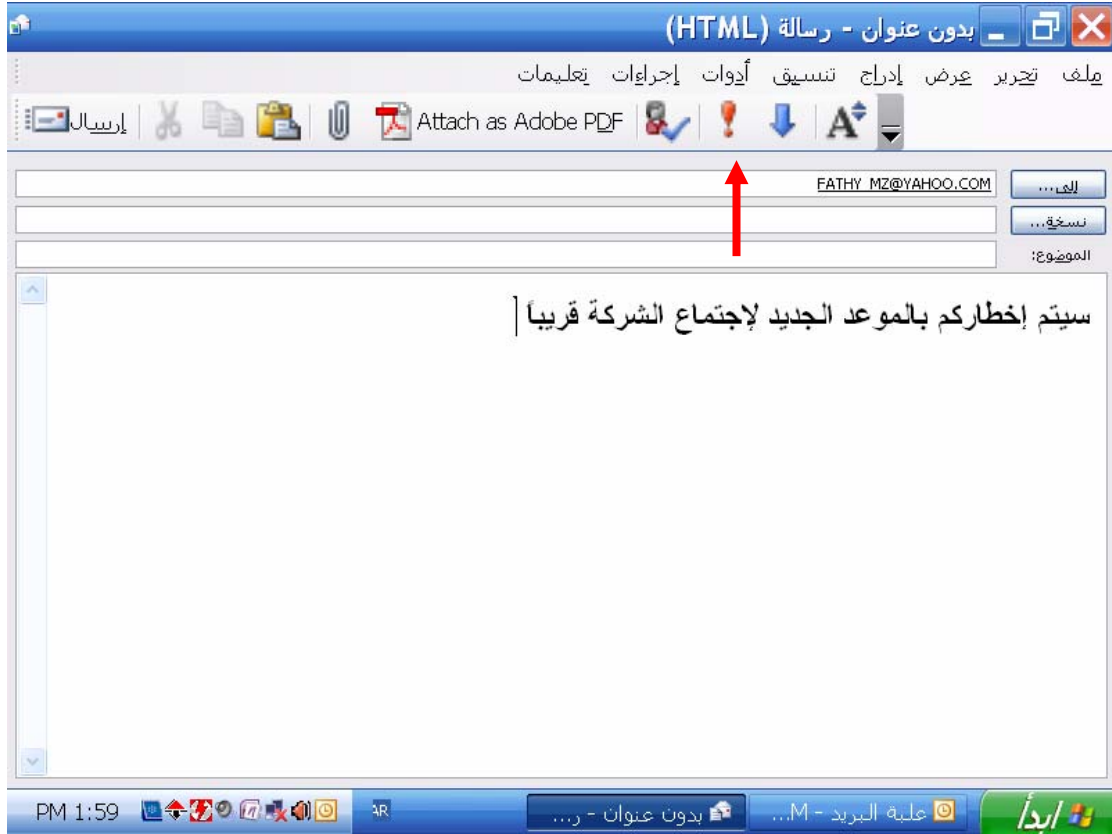 بدون عنوان - رسالة (HTML)
ملف تحرير عرض إدراج تنسيق أدوات إجراءات تعليمات
إرسال Attach as Adobe PDF A
إلى... FATHY MZ@YAHOO.COM
نسخة...
الموضوع:
سيتم إخطاركم بالموعد الجديد لإجتماع الشركة قريباً
ابدأ علبة البريد - M... بدون عنوان - ر... AR PM 1:59